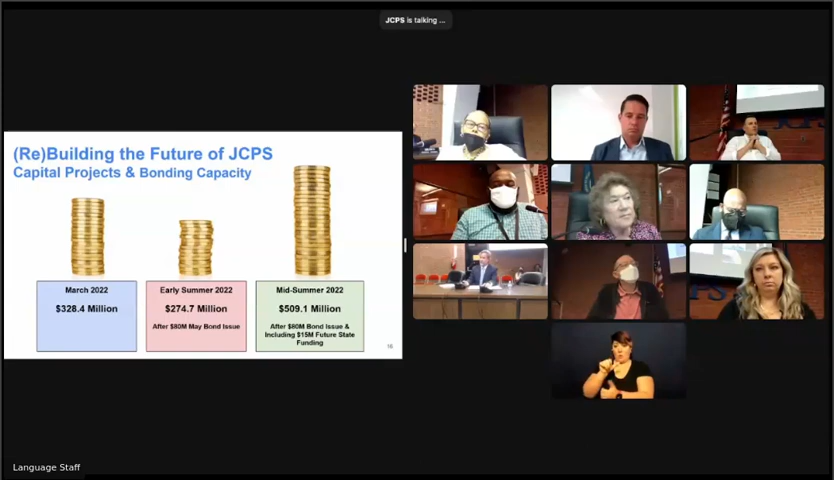 JCPS is talking ...
(Re)Building the Future of JCPS
Capital Projects & Bonding Capacity
March 2022
$328.4 Million
Early Summer 2022
$274.7 Million
After $80M May Bond Issue
Mid-Summer 2022
$509.1 Million
After $80M Bond Issue &
Including $15M Future State
Funding
Language Staff